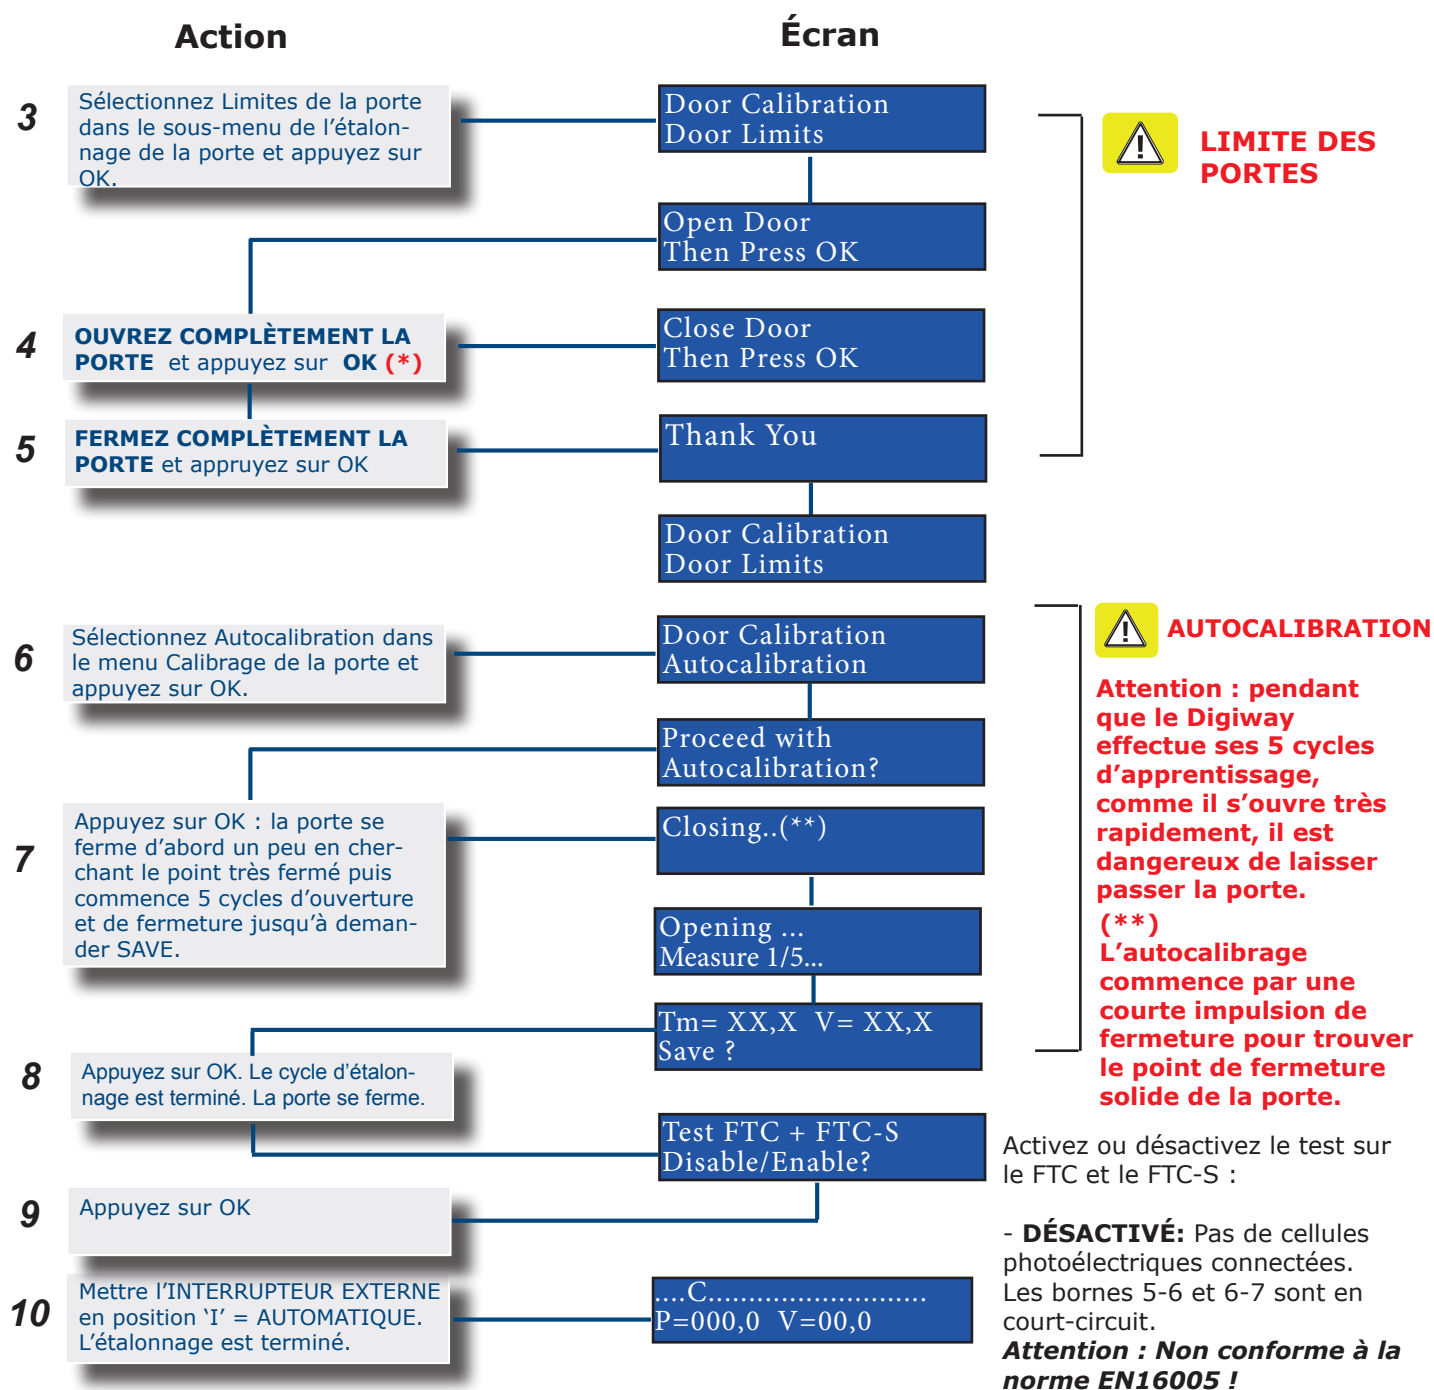 Action
Écran
3
Sélectionnez Limites de la porte
dans le sous-menu de l'étalon-
nage de la porte et appuyez sur
OK.
Door Calibration
Door Limits
LIMITE DES
PORTES
Open Door
Then Press OK
4
OUVREZ COMPLÈTEMENT LA
PORTE et appuyez sur OK (*)
Close Door
Then Press OK
5
FERMEZ COMPLÈTEMENT LA
PORTE et appruyez sur OK
Thank You
Door Calibration
Door Limits
6
Sélectionnez Autocalibration dans
le menu Calibrage de la porte et
appuyez sur OK.
Door Calibration
Autocalibration
AUTOCALIBRATION
Attention : pendant
que le Digiway
effectue ses 5 cycles
d'apprentissage,
comme il s'ouvre très
rapidement, il est
dangereux de laisser
passer la porte.
(**)
L'autocalibrage
commence par une
courte impulsion de
fermeture pour trouver
le point de fermeture
solide de la porte.
Proceed with
Autocalibration?
7
Appuyez sur OK : la porte se
ferme d'abord un peu en cher-
chant le point très fermé puis
commence 5 cycles d'ouverture
et de fermeture jusqu'à deman-
der SAVE.
Closing..(**)
Opening ...
Measure 1/5...
Tm= XX,X V= XX,X
Save ?
8
Appuyez sur OK. Le cycle d'étalon-
nage est terminé. La porte se ferme.
Test FTC + FTC-S
Disable/Enable?
Activez ou désactivez le test sur
le FTC et le FTC-S :
- DÉSACTIVÉ: Pas de cellules
photoélectriques connectées.
Les bornes 5-6 et 6-7 sont en
court-circuit.
Attention : Non conforme à la
norme EN16005 !
9
Appuyez sur OK
10
Mettre l'INTERRUPTEUR EXTERNE
en position 'I' = AUTOMATIQUE.
L'étalonnage est terminé.
....C..........................
P=000,0 V=00,0